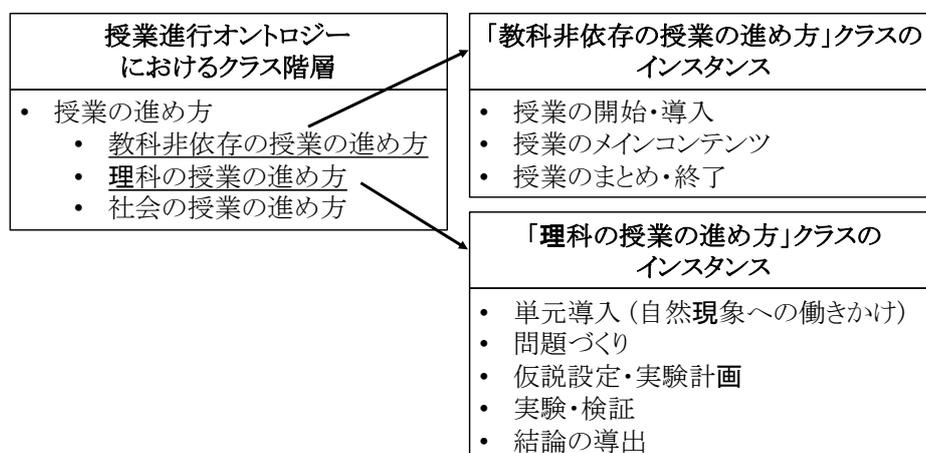 授業進行オントロジー
におけるクラス階層
• 授業の進め方
• 教科非依存の授業の進め方
• 理科の授業の進め方
• 社会の授業の進め方
「教科非依存の授業の進め方」クラスの
インスタンス
• 授業の開始・導入
• 授業のメインコンテンツ
• 授業のまとめ・終了
「理科の授業の進め方」クラスの
インスタンス
• 単元導入(自然現象への働きかけ)
• 問題づくり
• 仮説設定・実験計画
• 実験・検証
• 結論の導出